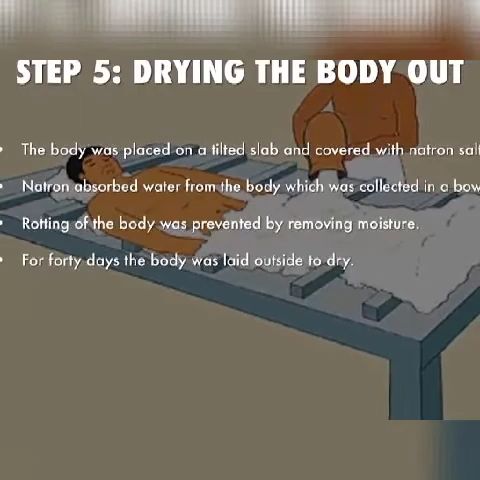 STEP 5: DRYING THE BODY OUT
• The body was placed on a tilted slab and covered with natron salt
• Natron absorbed water from the body which was collected in a bow
• Rotting of the body was prevented by removing moisture.
• For forty days the body was laid outside to dry.